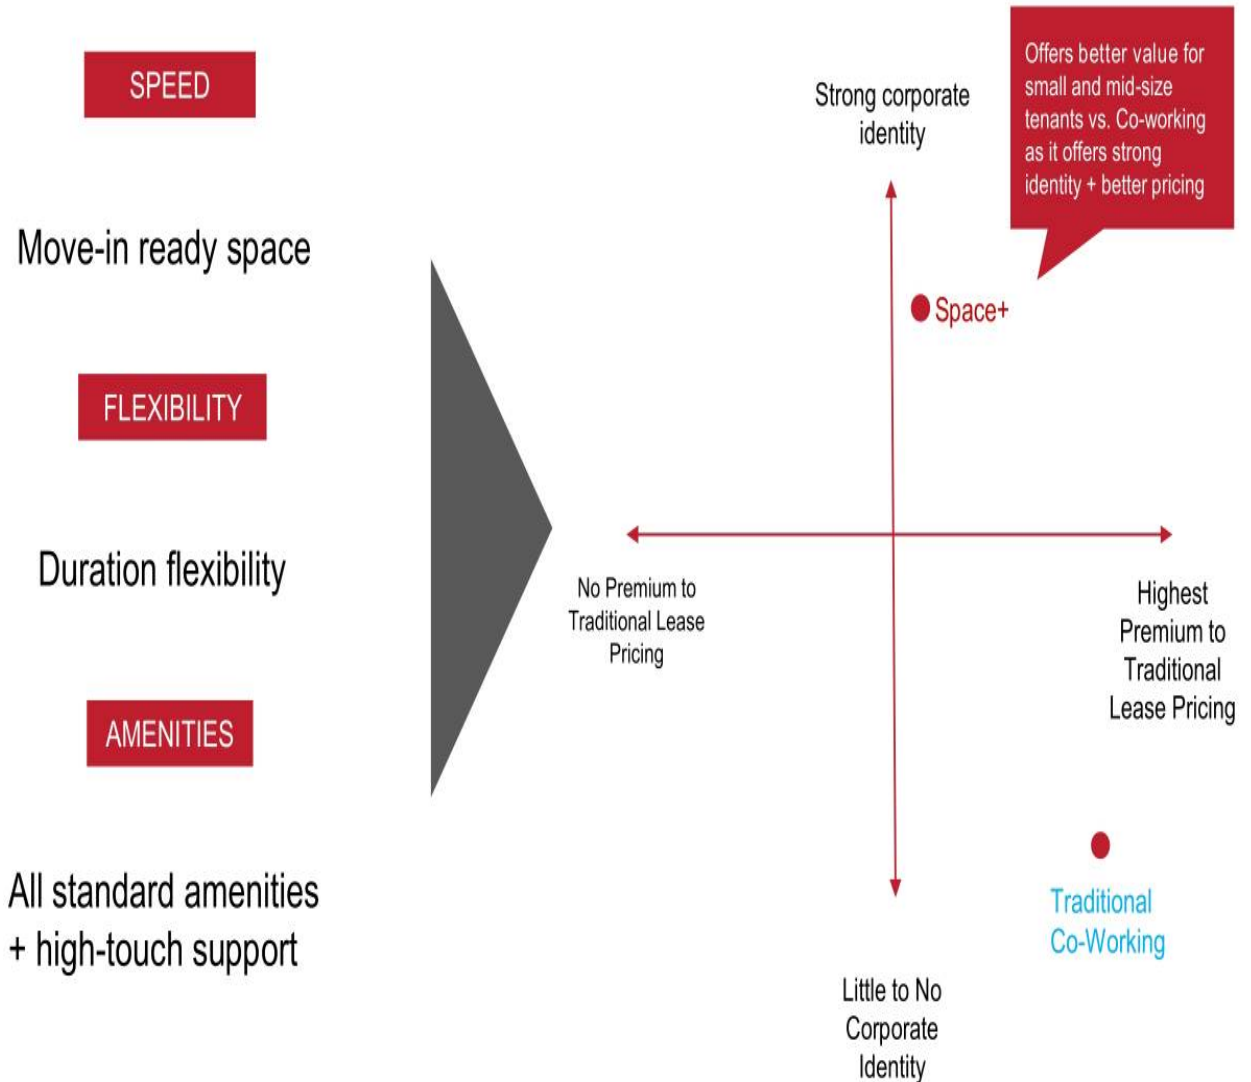 SPEED
Move-in ready space
FLEXIBILITY
Duration flexibility
AMENITIES
All standard amenities
+ high-touch support
Strong corporate
identity
Offers better value for
small and mid-size
tenants vs. Co-working
as it offers strong
identity + better pricing
Space+
No Premium to
Traditional Lease
Pricing
Highest
Premium to
Traditional
Lease Pricing
Traditional
Co-Working
Little to No
Corporate
Identity